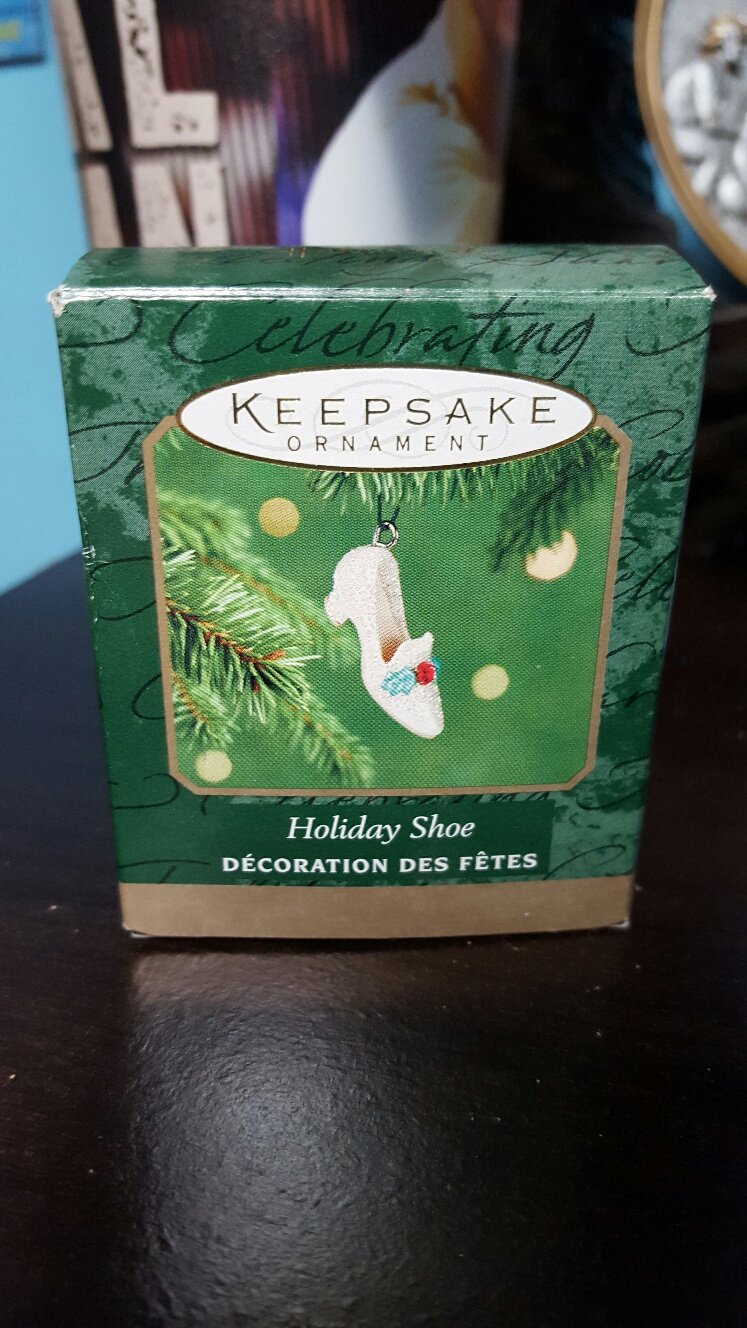 Celebrating
KEEPSAKE
ORNAMENT
Holiday Shoe
DÉCORATION DES FÊTES